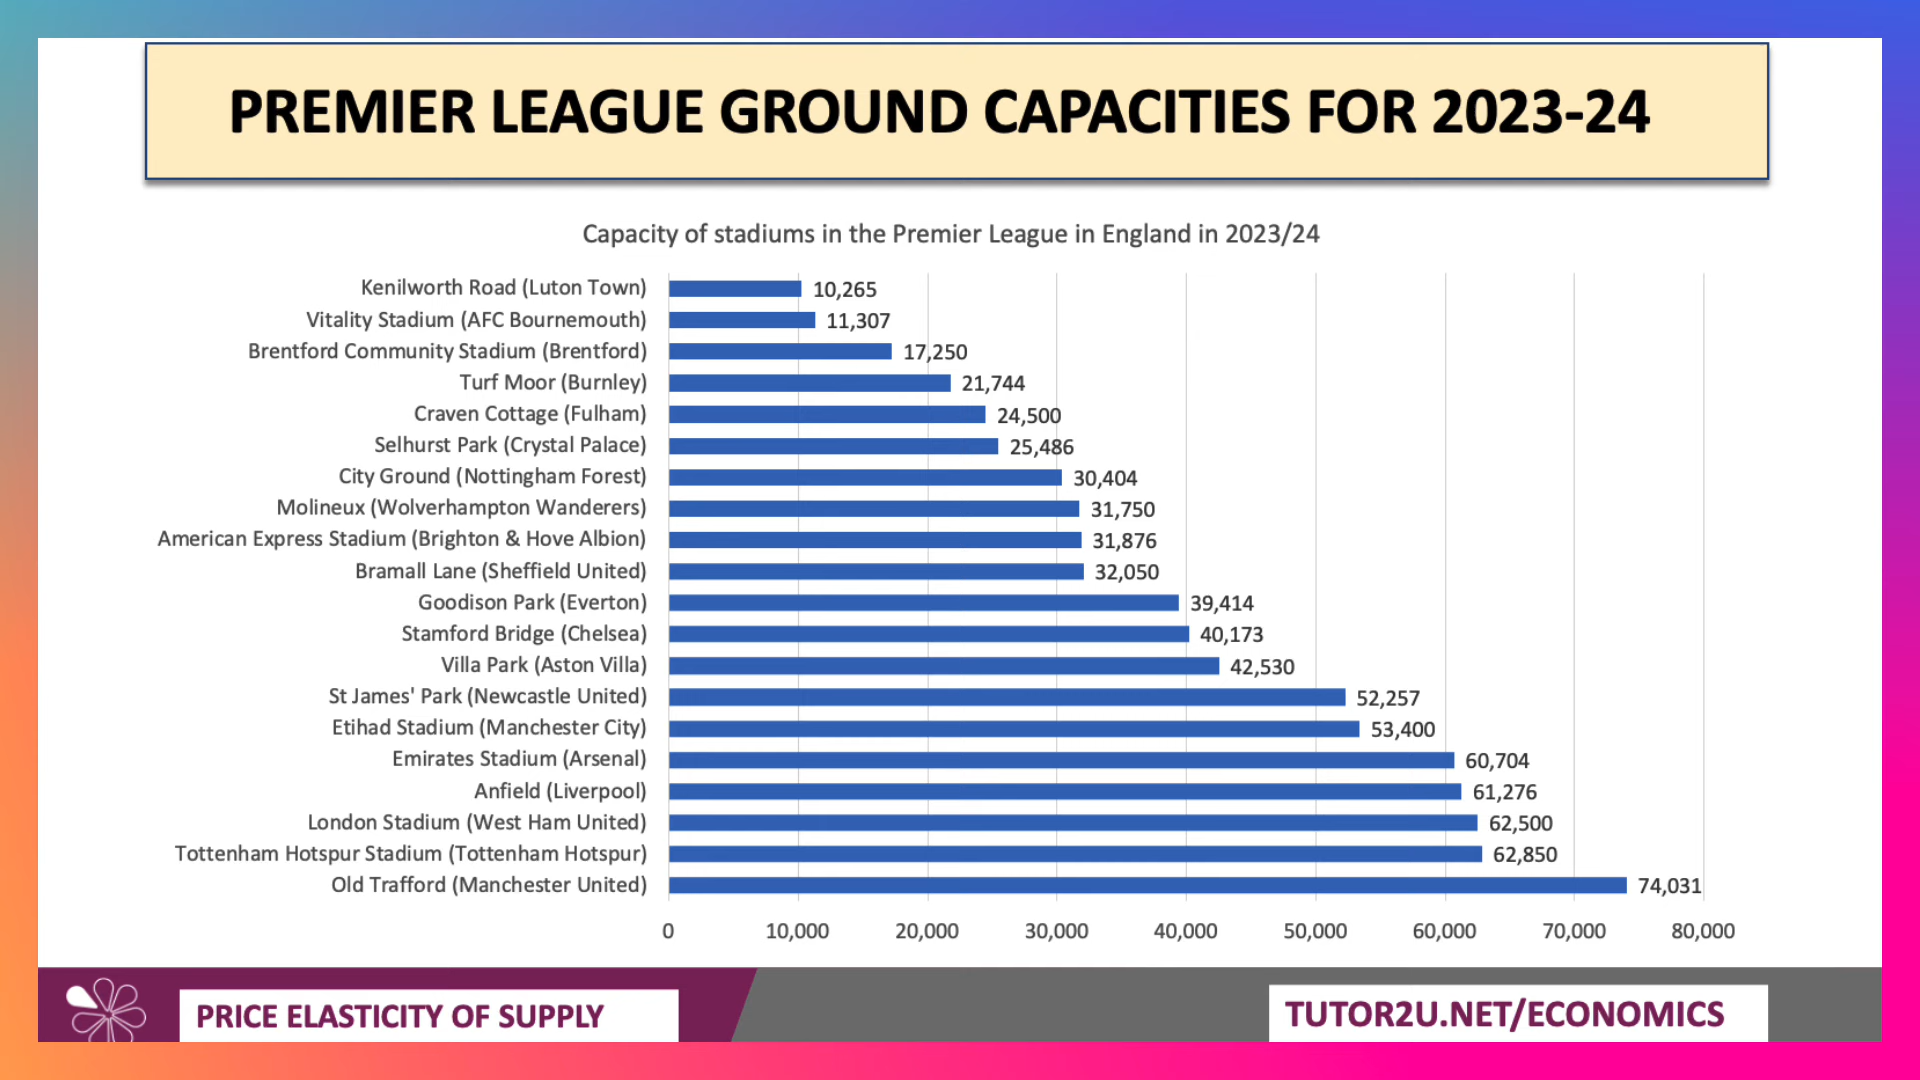 PREMIER LEAGUE GROUND CAPACITIES FOR 2023-24
Capacity of stadiums in the Premier League in England in 2023/24
Kenilworth Road (Luton Town) 10,265
Vitality Stadium (AFC Bournemouth) 11,307
Brentford Community Stadium (Brentford) 17,250
Turf Moor (Burnley) 21,744
Craven Cottage (Fulham) 24,500
Selhurst Park (Crystal Palace) 25,486
City Ground (Nottingham Forest) 30,404
Molineux (Wolverhampton Wanderers) 31,750
American Express Stadium (Brighton & Hove Albion) 31,876
Bramall Lane (Sheffield United) 32,050
Goodison Park (Everton) 39,414
Stamford Bridge (Chelsea) 40,173
Villa Park (Aston Villa) 42,530
St James' Park (Newcastle United) 52,257
Etihad Stadium (Manchester City) 53,400
Emirates Stadium (Arsenal) 60,704
Anfield (Liverpool) 61,276
London Stadium (West Ham United) 62,500
Tottenham Hotspur Stadium (Tottenham Hotspur) 62,850
Old Trafford (Manchester United) 74,031
0 10,000 20,000 30,000 40,000 50,000 60,000 70,000 80,000
PRICE ELASTICITY OF SUPPLY
TUTOR2U.NET/ECONOMICS